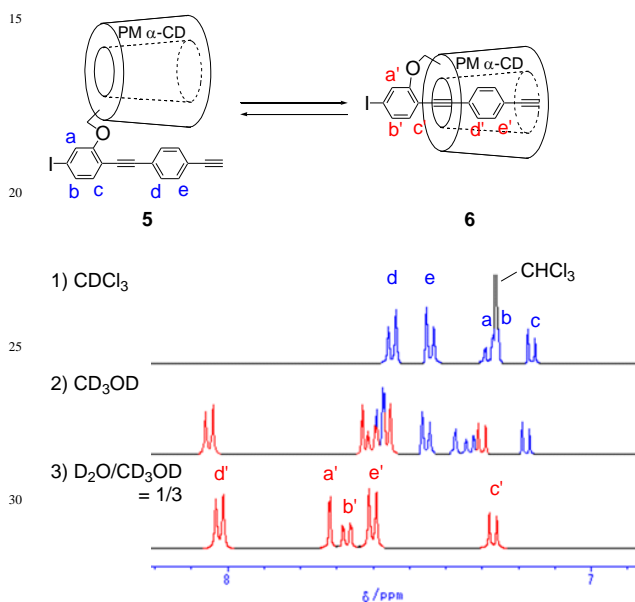 15
PM α-CD
O
a
I
b
c
d
e
5
PM α-CD
O
a'
I
b'
c'
d'
e'
6
20
1) CDCl3
d
e
CHCl3
a
b
c
25
2) CD3OD
3) D2O/CD3OD
= 1/3
d'
a'
b'
e'
c'
30
8
7
δ/ppm